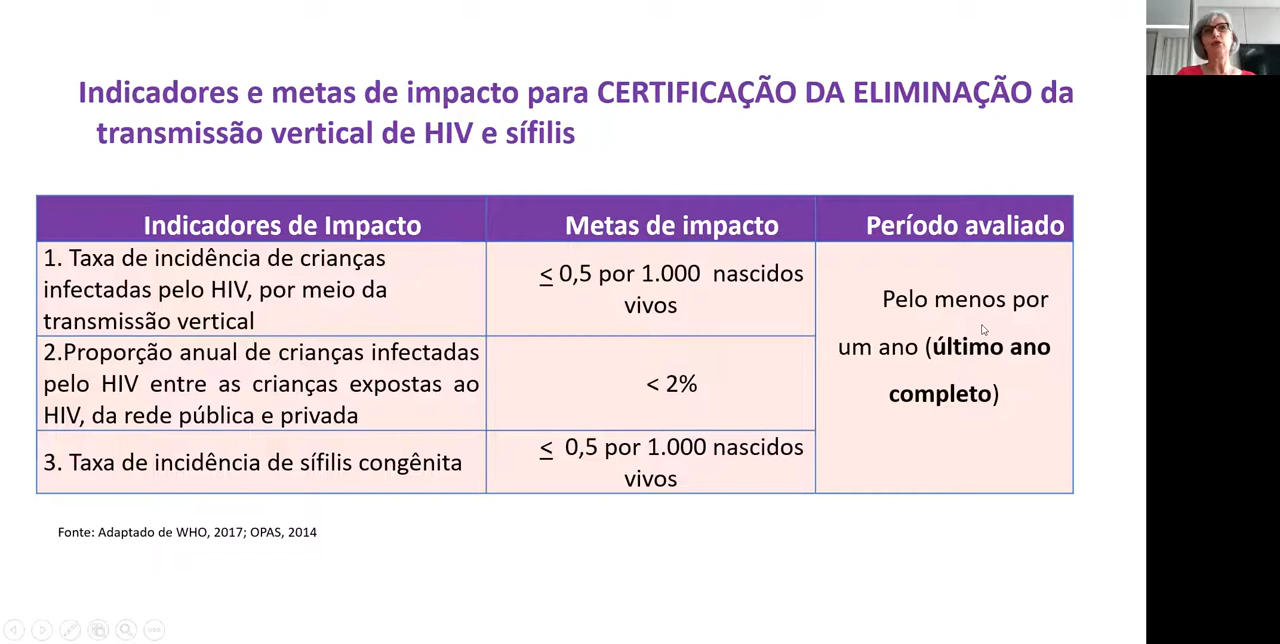 Indicadores e metas de impacto para CERTIFICAÇÃO DA ELIMINAÇÃO da
transmissão vertical de HIV e sífilis
Indicadores de Impacto
Metas de impacto
Período avaliado
1. Taxa de incidência de crianças
infectadas pelo HIV, por meio da
transmissão vertical
≤ 0,5 por 1.000 nascidos
vivos
Pelo menos por
um ano (último ano
completo)
2.Proporção anual de crianças infectadas
pelo HIV entre as crianças expostas ao
HIV, da rede pública e privada
< 2%
3. Taxa de incidência de sífilis congênita
≤ 0,5 por 1.000 nascidos
vivos
Fonte: Adaptado de WHO, 2017; OPAS, 2014